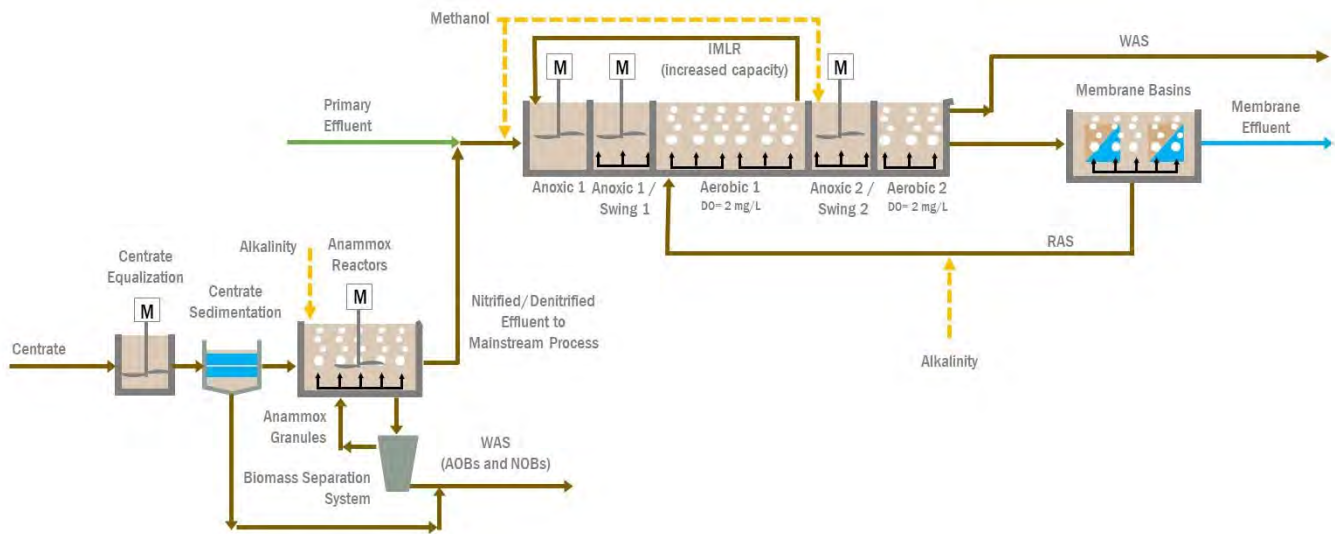 Methanol
WAS
IMLR
(increased capacity)
M
M
M
Membrane Basins
Primary
Effluent
Membrane
Effluent
Anoxic 1
Anoxic 1 /
Swing 1
Aerobic 1
DO= 2 mg/L
Anoxic 2 /
Swing 2
Aerobic 2
DO= 2 mg/L
RAS
Alkalinity
Alkalinity
Anammox
Reactors
Centrate
Equalization
Centrate
Sedimentation
M
M
Nitrified/Denitrified
Effluent to
Mainstream Process
Centrate
Anammox
Granules
WAS
(AOBs and NOBs)
Biomass Separation
System